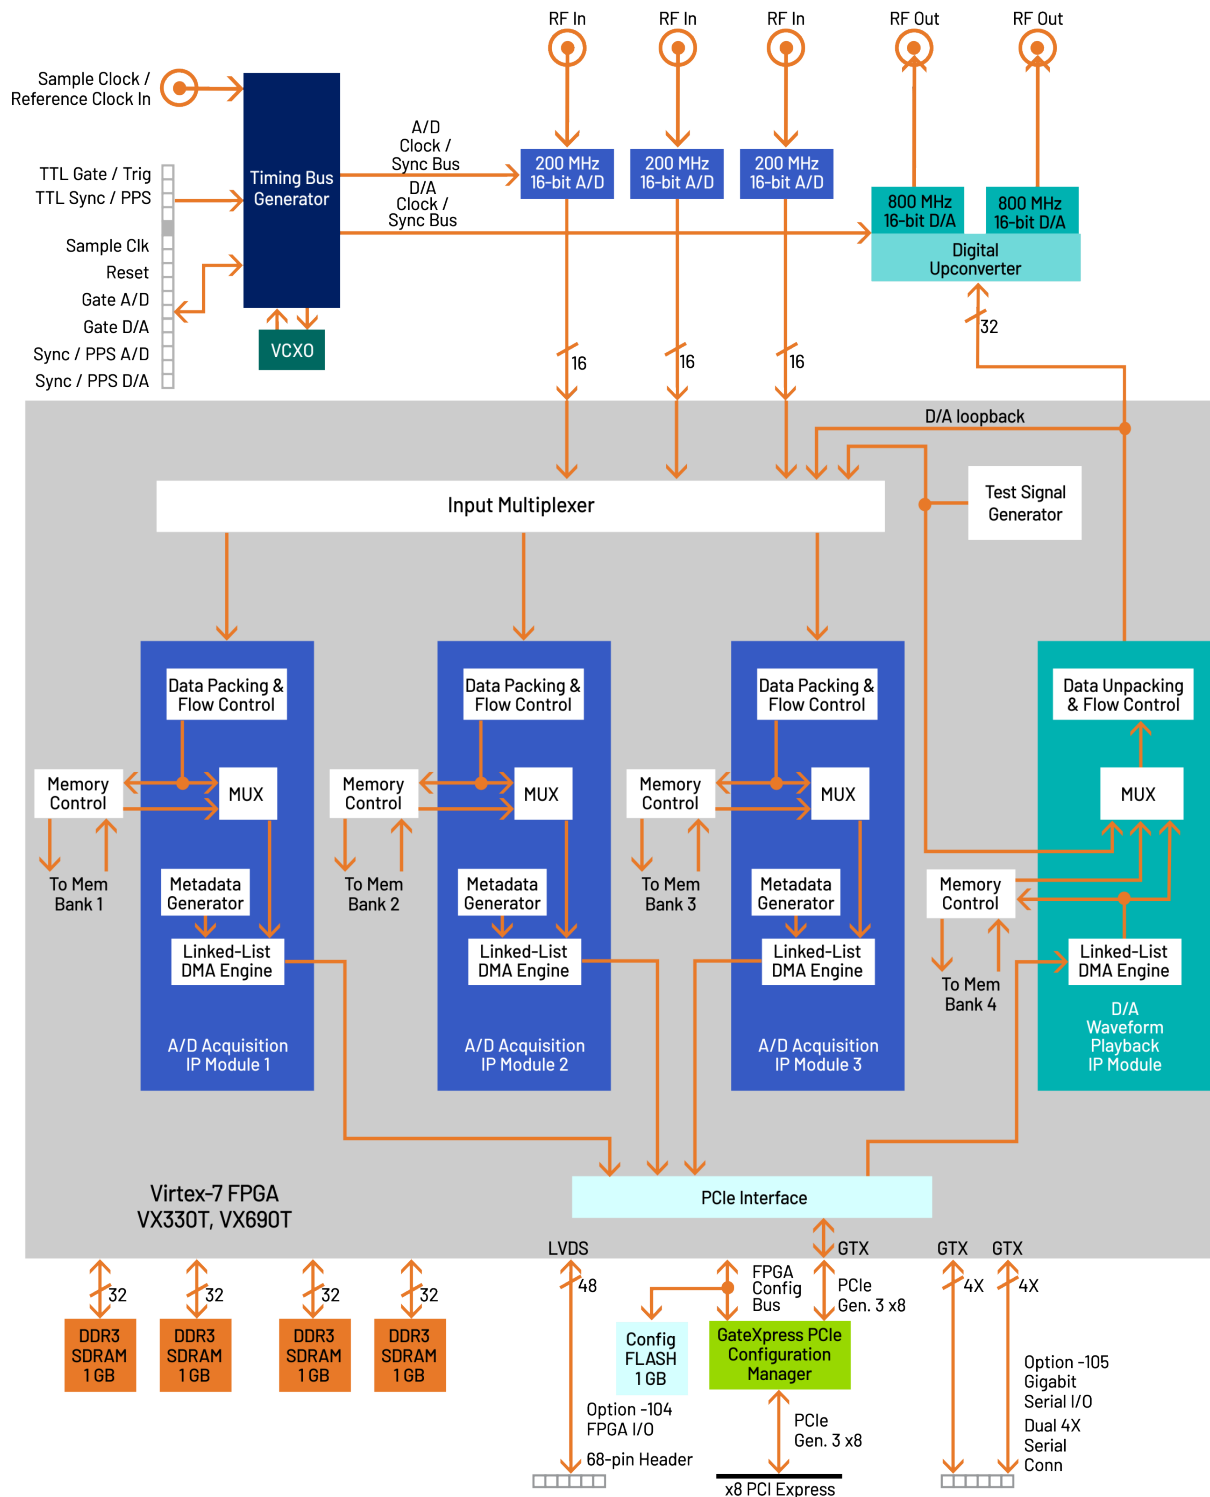 RF In
RF In
RF In
RF Out
RF Out
Sample Clock /
Reference Clock In
TTL Gate / Trig
TTL Sync / PPS
Sample Clk
Reset
Gate A/D
Gate D/A
Sync / PPS A/D
Sync / PPS D/A
Timing Bus
Generator
VCXO
A/D
Clock /
Sync Bus
D/A
Clock /
Sync Bus
200 MHz
16-bit A/D
200 MHz
16-bit A/D
200 MHz
16-bit A/D
800 MHz
16-bit D/A
800 MHz
16-bit D/A
Digital
Upconverter
32
16
16
16
D/A loopback
Input Multiplexer
Test Signal
Generator
Data Packing &
Flow Control
Memory
Control
MUX
To Mem
Bank 1
Metadata
Generator
Linked-List
DMA Engine
A/D Acquisition
IP Module 1
Data Packing &
Flow Control
Memory
Control
MUX
To Mem
Bank 2
Metadata
Generator
Linked-List
DMA Engine
A/D Acquisition
IP Module 2
Data Packing &
Flow Control
Memory
Control
MUX
To Mem
Bank 3
Metadata
Generator
Linked-List
DMA Engine
A/D Acquisition
IP Module 3
Data Unpacking
& Flow Control
MUX
Memory
Control
To Mem
Bank 4
Linked-List
DMA Engine
D/A
Waveform
Playback
IP Module
Virtex-7 FPGA
VX330T, VX690T
PCIe Interface
LVDS
GTX
GTX
GTX
32
32
32
32
48
4X
4X
DDR3
SDRAM
1 GB
DDR3
SDRAM
1 GB
DDR3
SDRAM
1 GB
DDR3
SDRAM
1 GB
FPGA
Config
Bus
PCIe
Gen. 3 x8
Config
FLASH
1 GB
GateXpress PCIe
Configuration
Manager
Option -104
FPGA I/O
68-pin Header
PCIe
Gen. 3 x8
x8 PCI Express
Option -105
Gigabit
Serial I/O
Dual 4X
Serial
Conn